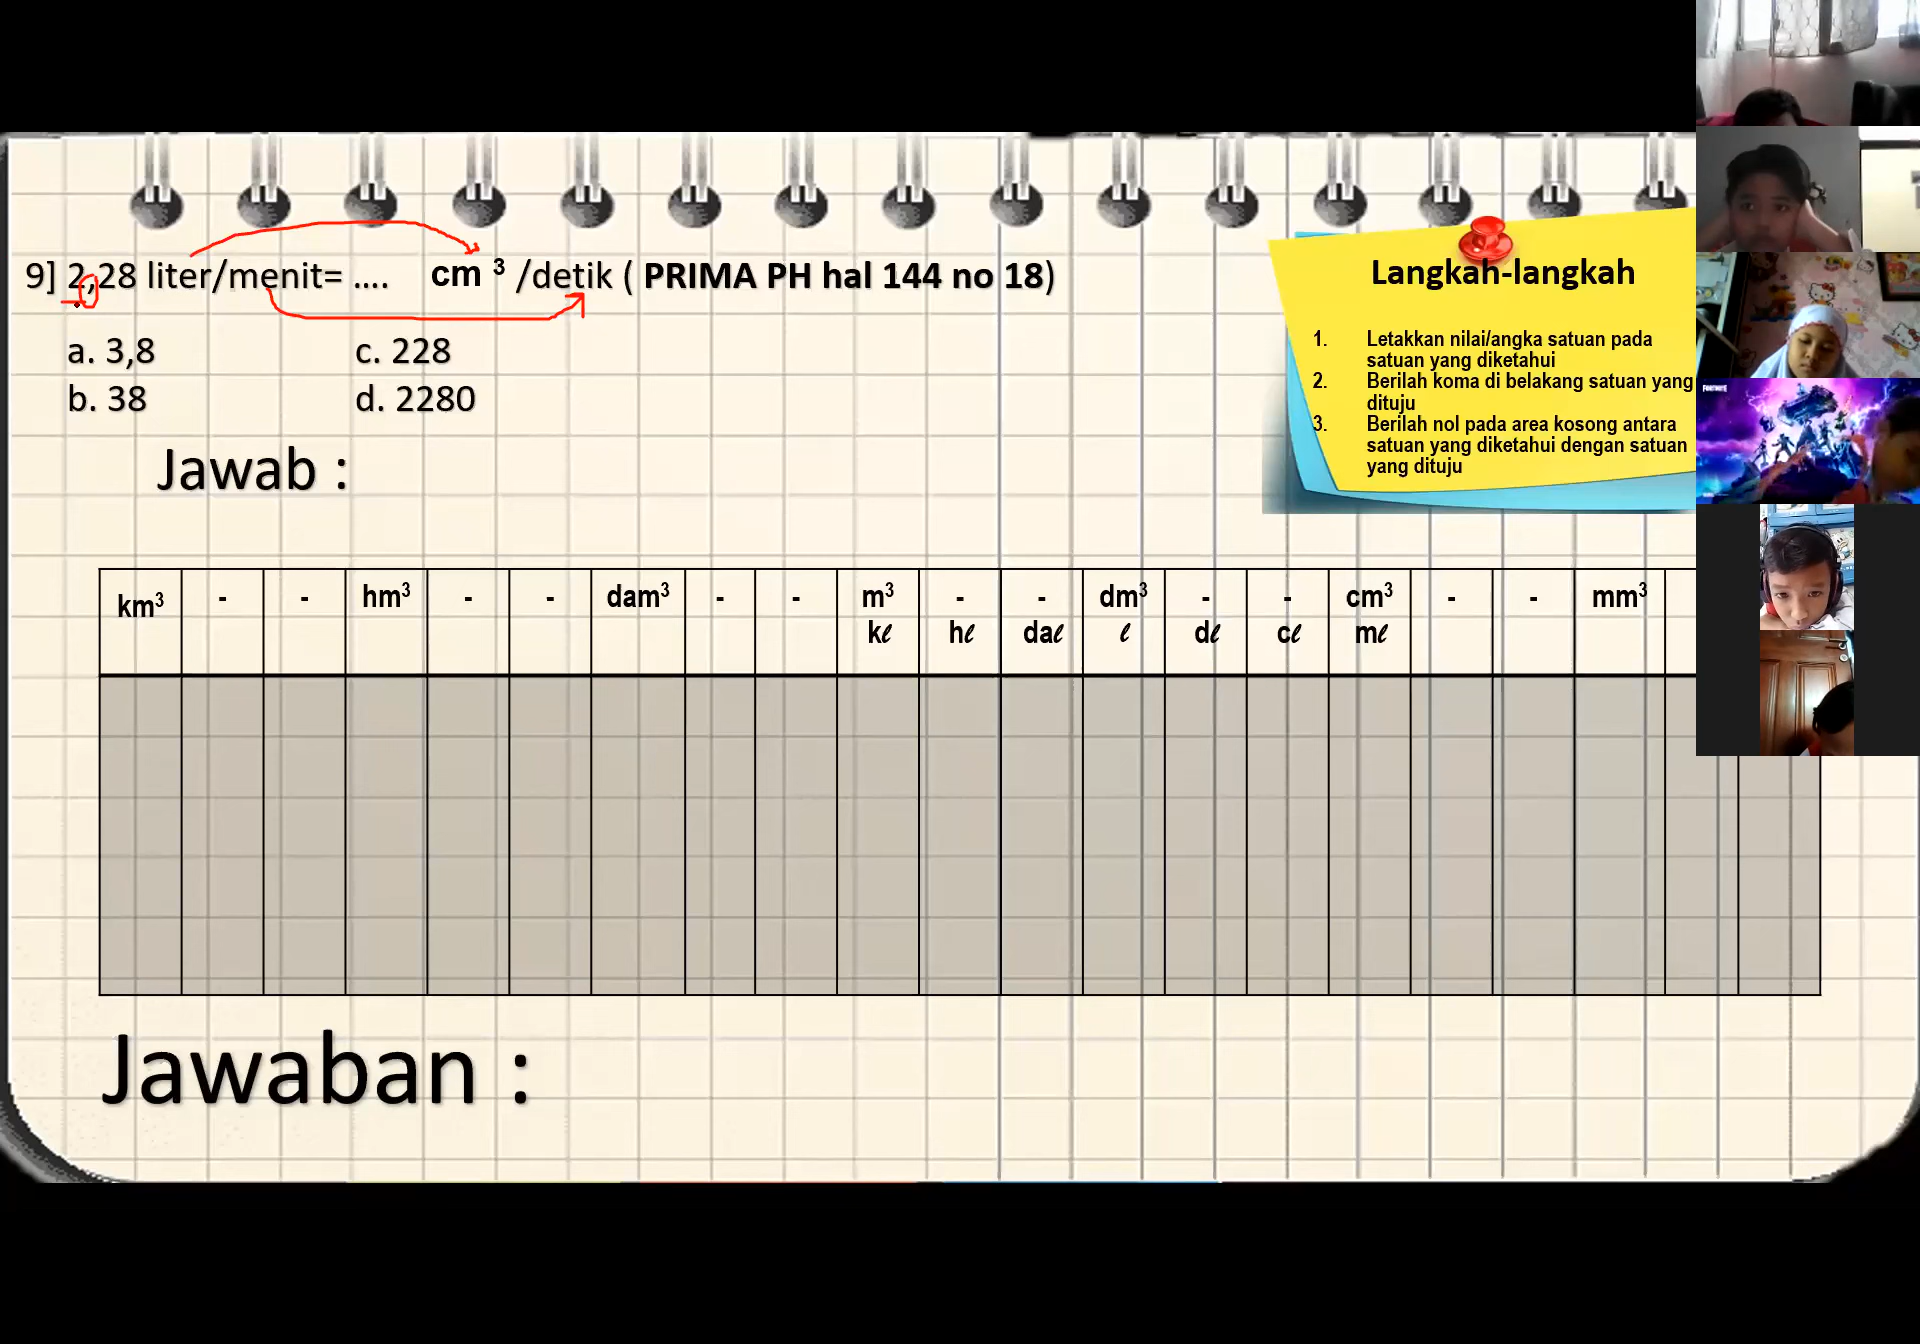 9] 2,28 liter/menit= .... cm ³ /detik ( PRIMA PH hal 144 no 18)
a. 3,8 c. 228
b. 38 d. 2280
Jawab :
Langkah-langkah
1. Letakkan nilai/angka satuan pada
satuan yang diketahui
2. Berilah koma di belakang satuan yang
dituju
3. Berilah nol pada area kosong antara
satuan yang diketahui dengan satuan
yang dituju
km³ - - hm³ - - dam³ - - m³ - - dm³ - - cm³ - - mm³
kℓ hℓ daℓ ℓ dℓ cℓ mℓ
Jawaban :
FORTNITE